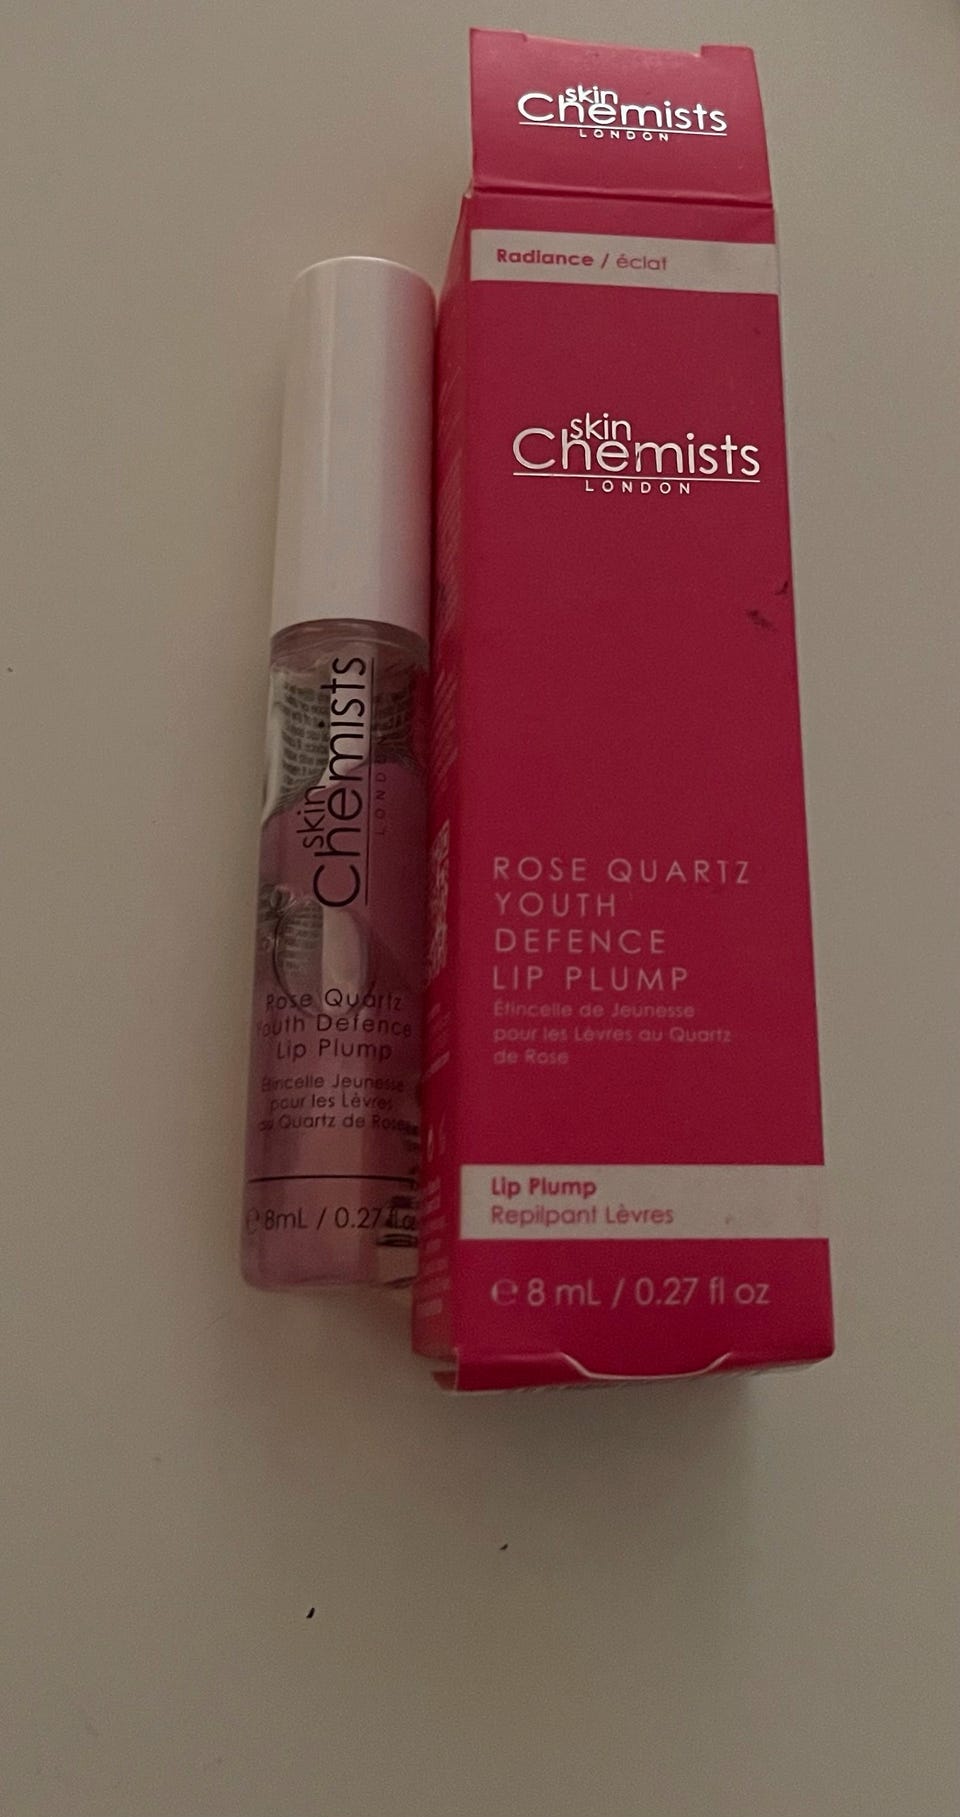 skin
Chemists
LONDON
Radiance / éclat
skin
Chemists
LONDON
ROSE QUARTZ
YOUTH
DEFENCE
LIP PLUMP
Étincelle de Jeunesse
pour les Lèvres au Quartz
de Rose
Lip Plump
Repilpant Lèvres
e 8 mL / 0.27 fl oz
skin
Chemists
LONDON
Rose Quartz
Youth Defence
Lip Plump
Étincelle Jeunesse
pour les Lèvres
au Quartz de Rose
e 8mL / 0.27 fl o